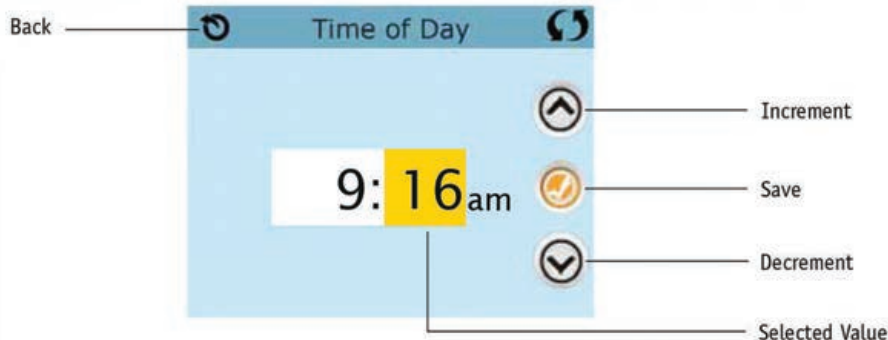 Back
Time of Day
Increment
9:16am
Save
Decrement
Selected Value